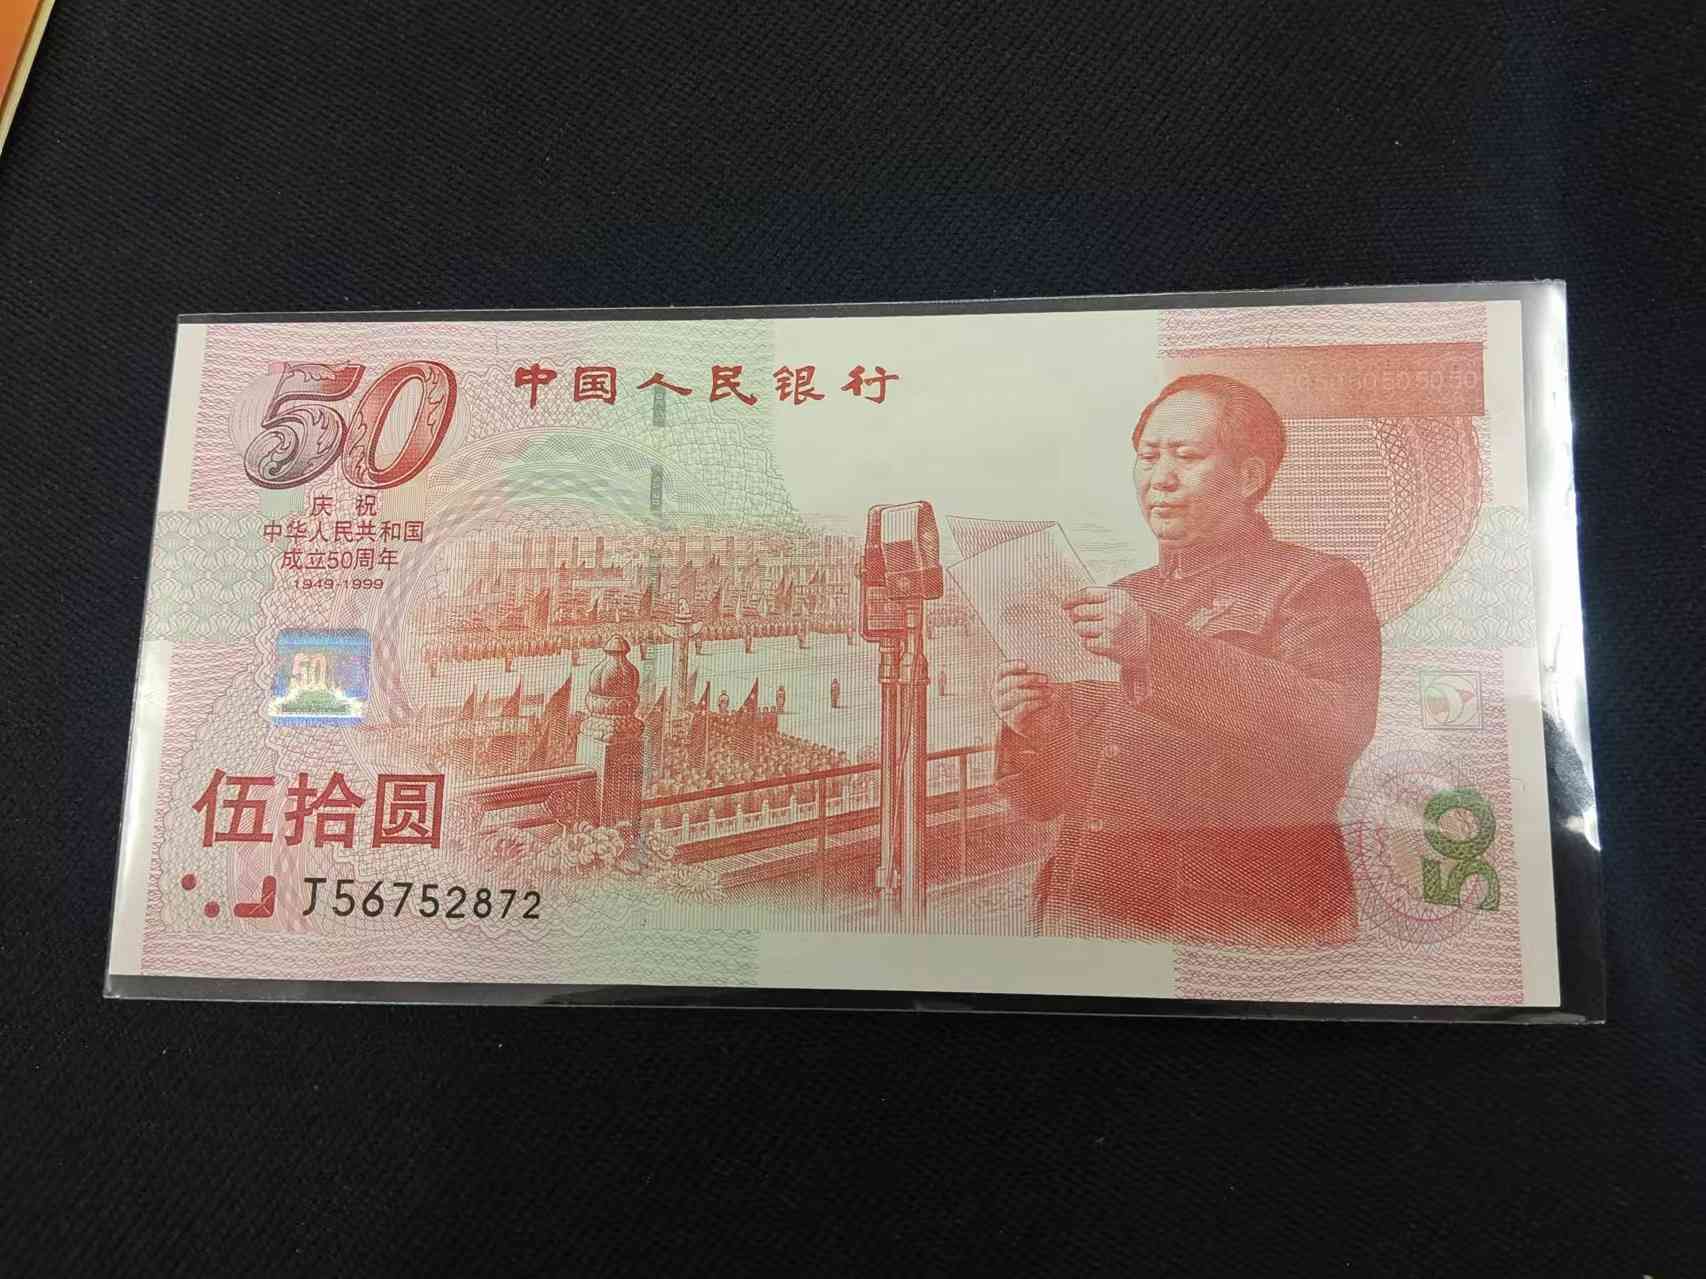 50
中国人民银行
庆祝
中华人民共和国
成立50周年
1949-1999
50
伍拾圆
J56752872
50